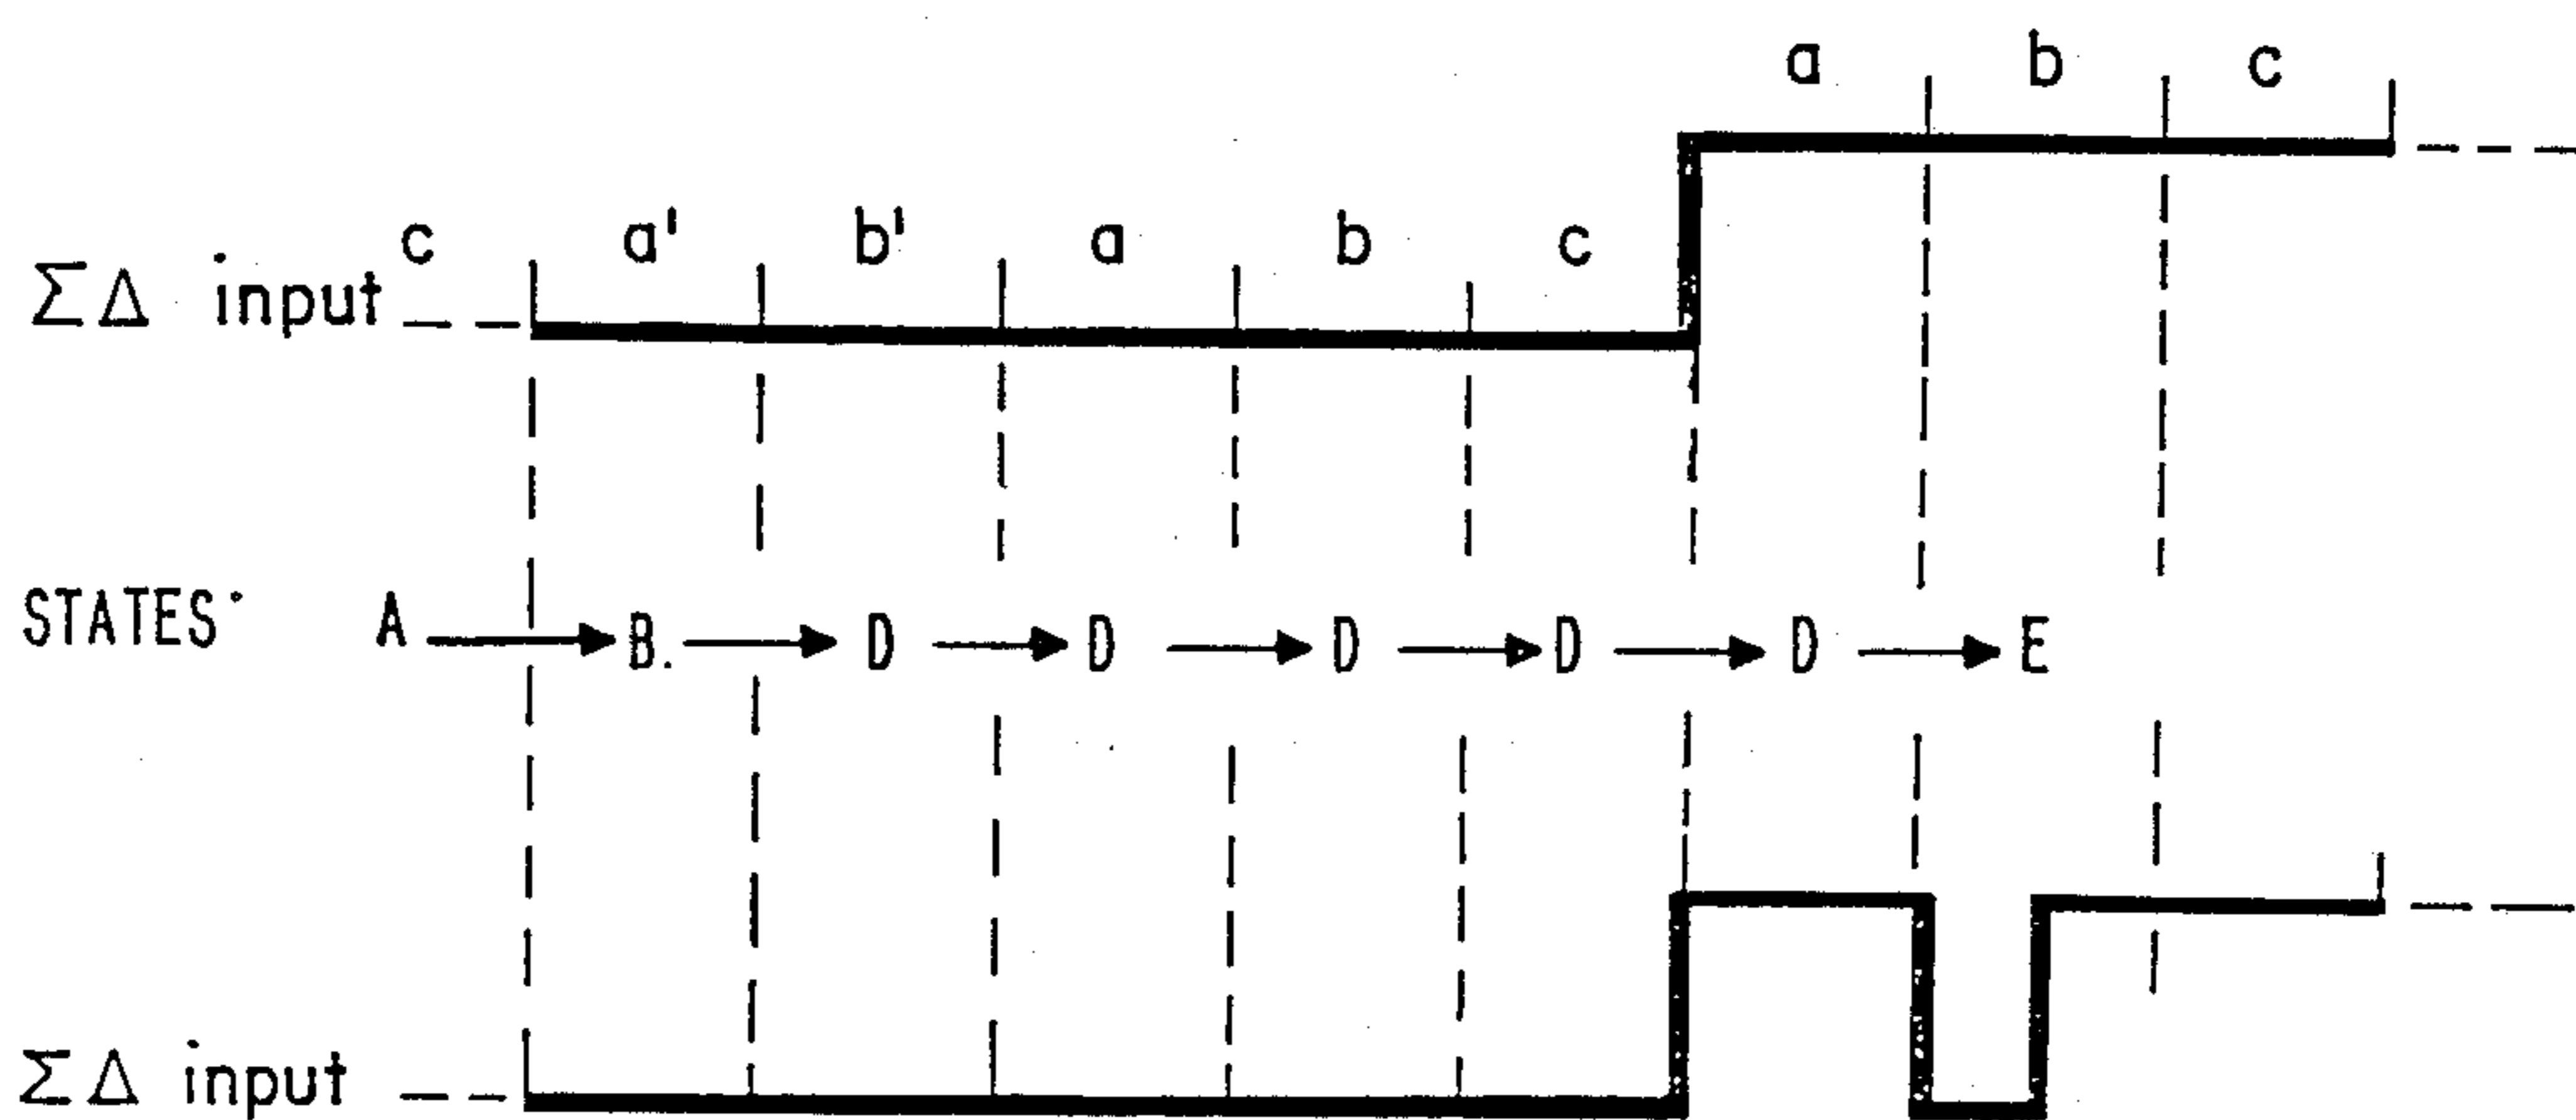 a b c
c a' b' a b c
ΣΔ input
STATES A B. D D D D D E
ΣΔ input